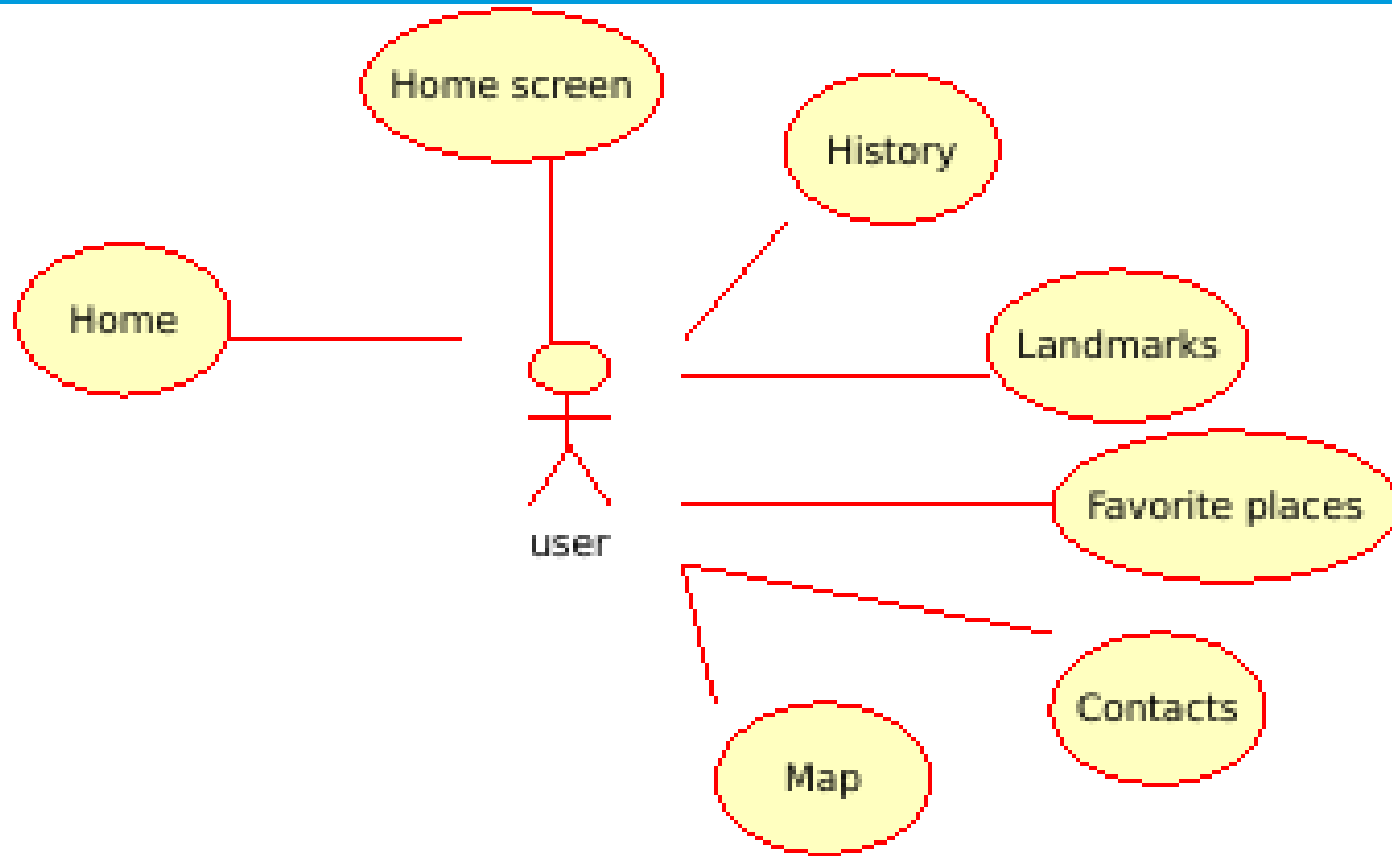 Home screen
History
Home
Landmarks
Favorite places
user
Contacts
Map